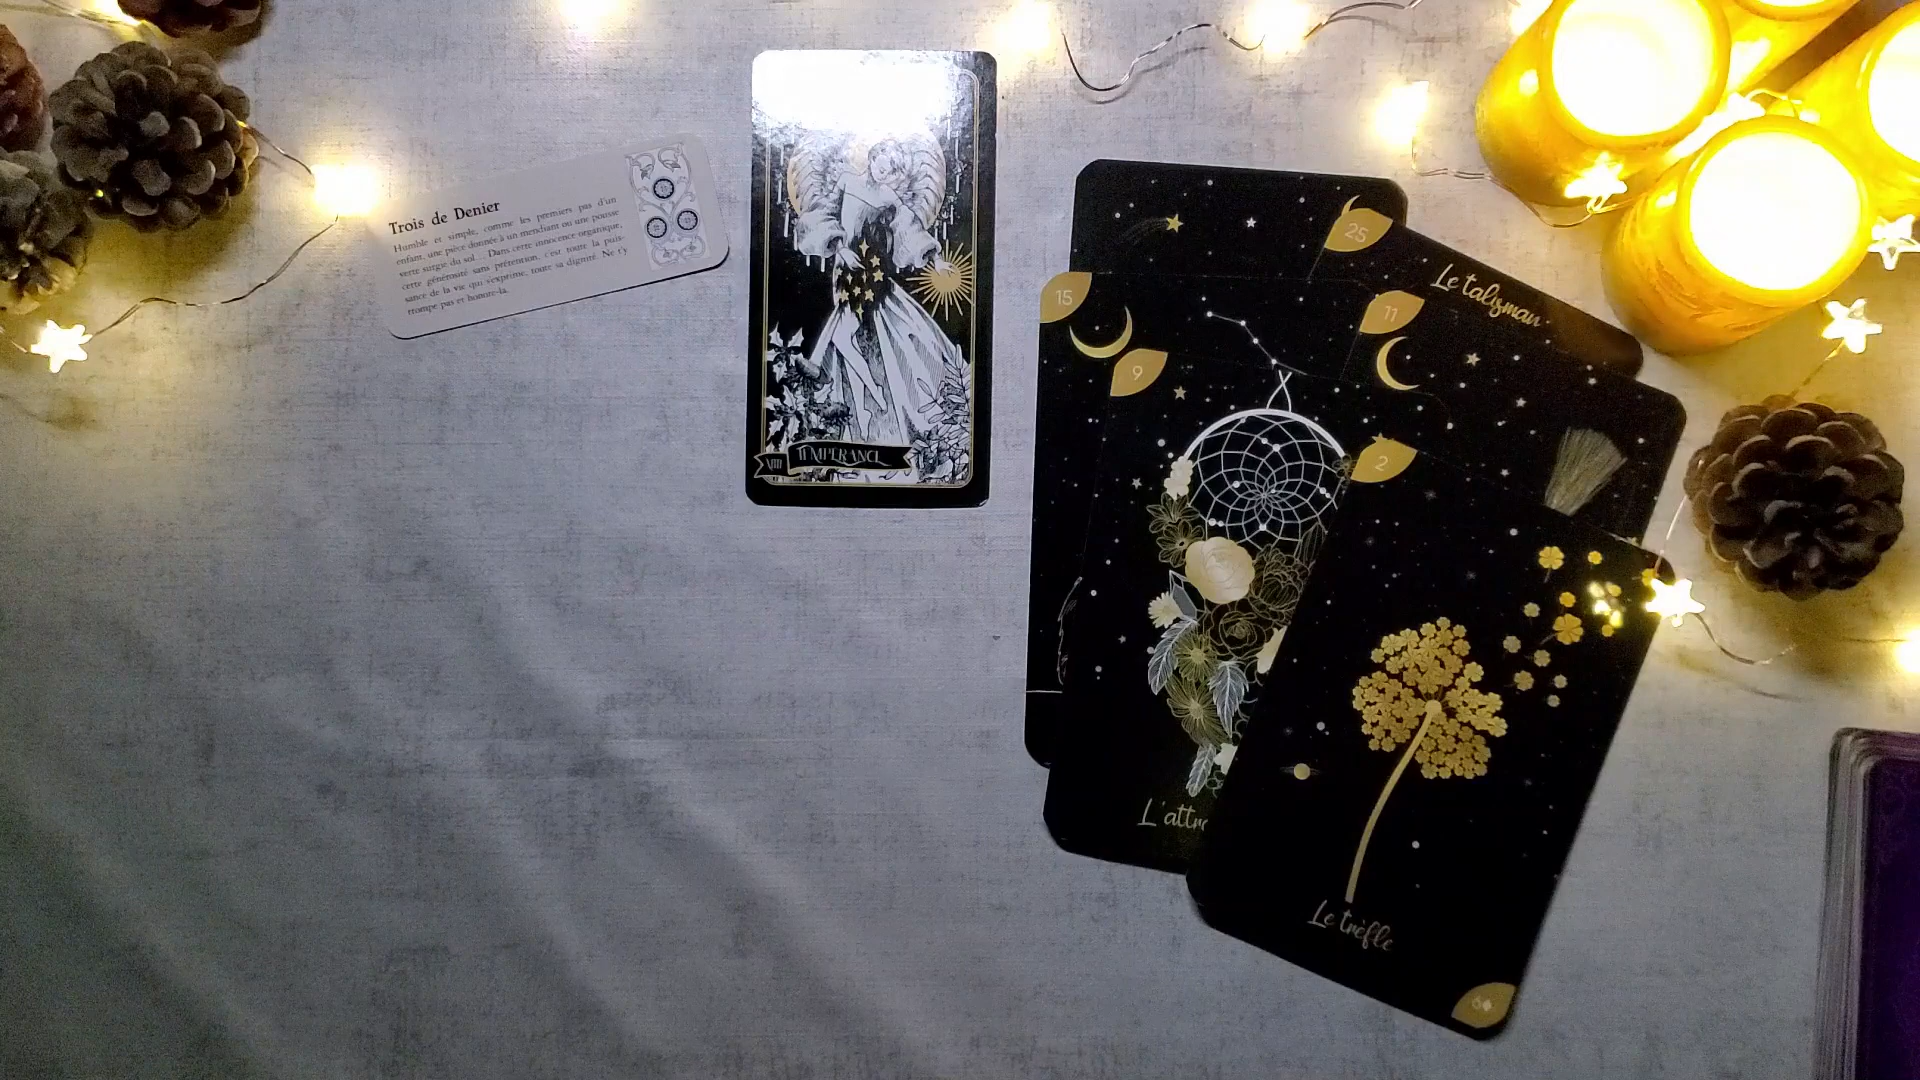 Trois de Denier
Humble et simple, comme les premiers pas d'un
enfant, une pièce donnée à un mendiant ou une pousse
verte surgie du sol... Dans cette innocence organique,
cette générosité sans prétention, c'est toute la puis-
sance de la vie qui s'exprime, toute sa dignité. Ne t'y
trompe pas et honore-la.
VIIII TEMPERANCE
25
Le talisman
15
11
9
2
L'attr
Le trèfle
6♦